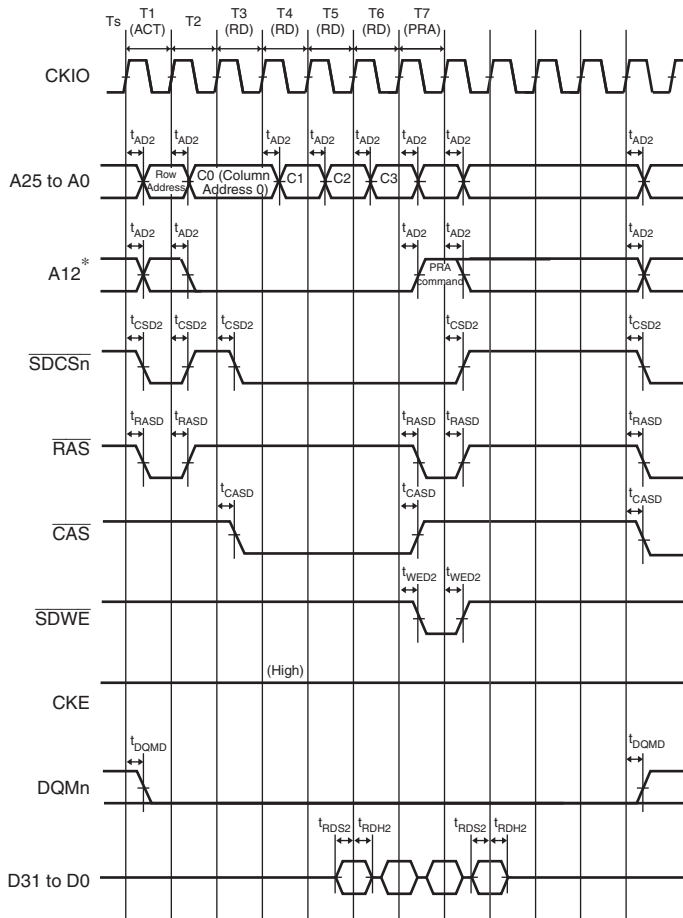 Ts T1 (ACT) T2 T3 (RD) T4 (RD) T5 (RD) T6 (RD) T7 (PRA)
CKIO
tAD2 tAD2 tAD2 tAD2 tAD2 tAD2 tAD2 tAD2
A25 to A0 Row Address C0 (Column Address 0) C1 C2 C3
tAD2 tAD2 tAD2 tAD2 tAD2
A12* PRA command
tCSD2 tCSD2 tCSD2 tCSD2 tCSD2
SDCSn
tRASD tRASD tRASD tRASD tRASD
RAS
tCASD tCASD tCASD
CAS
tWED2 tWED2
SDWE
(High)
CKE
tDQMD tDQMD
DQMn
tRDS2 tRDH2 tRDS2 tRDH2
D31 to D0